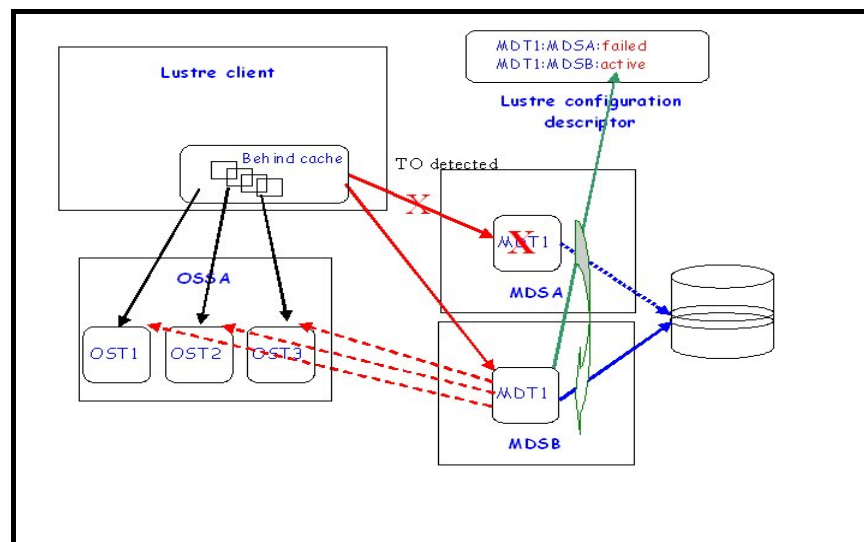 MDT1:MDSA:failed
MDT1:MDSB:active
Lustre client
Lustre configuration
descriptor
Behind cache
TO detected
X
MDT1
X
OSSA
MDSA
OST1
OST2
OST3
MDT1
MDSB